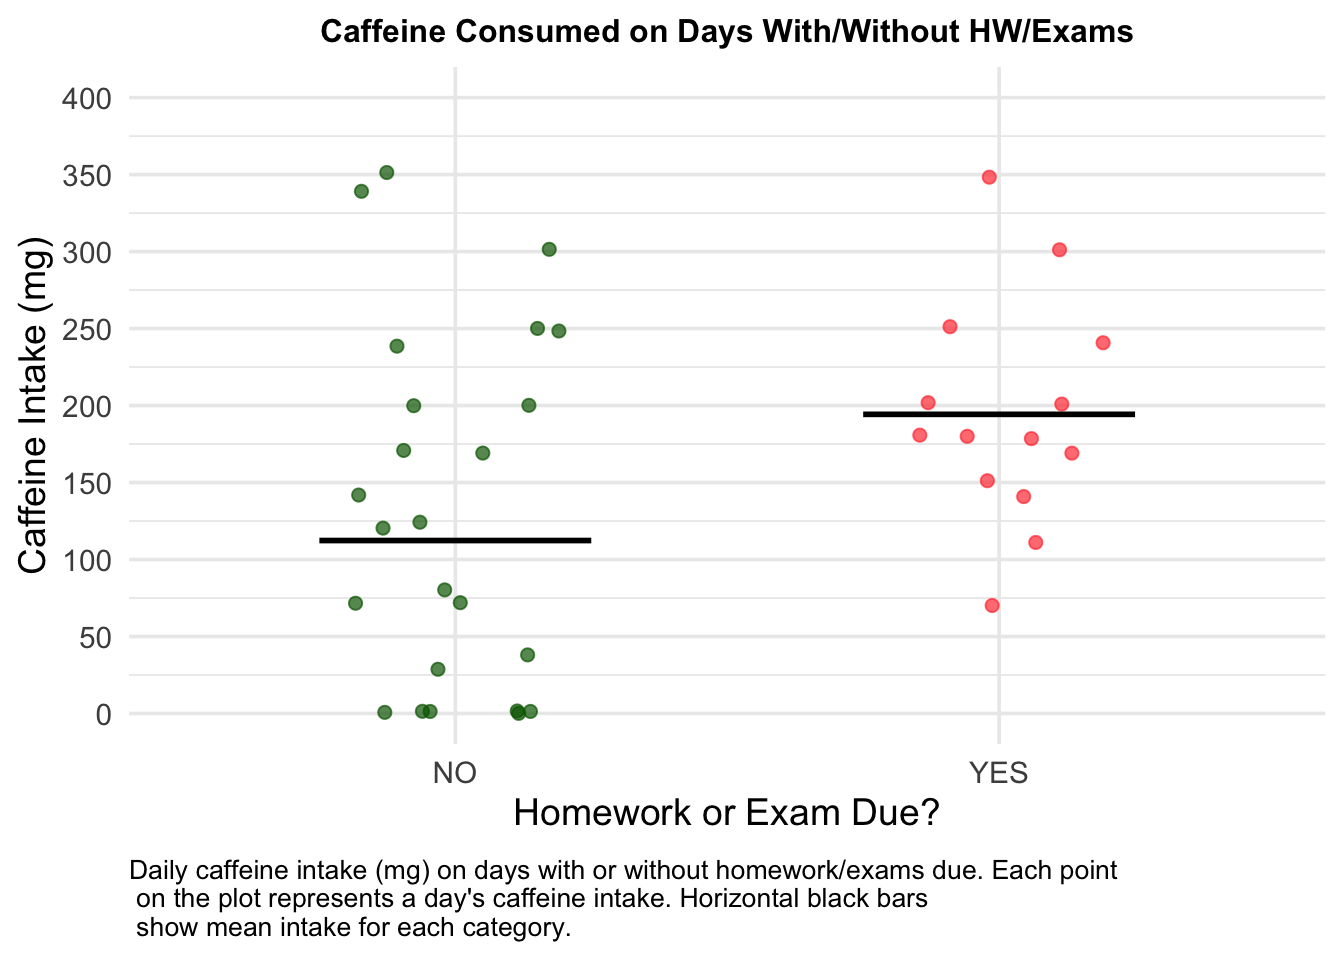 Caffeine Consumed on Days With/Without HW/Exams
400
350
300
250
200
150
100
50
0
Caffeine Intake (mg)
NO
YES
Homework or Exam Due?
Daily caffeine intake (mg) on days with or without homework/exams due. Each point
on the plot represents a day's caffeine intake. Horizontal black bars
show mean intake for each category.